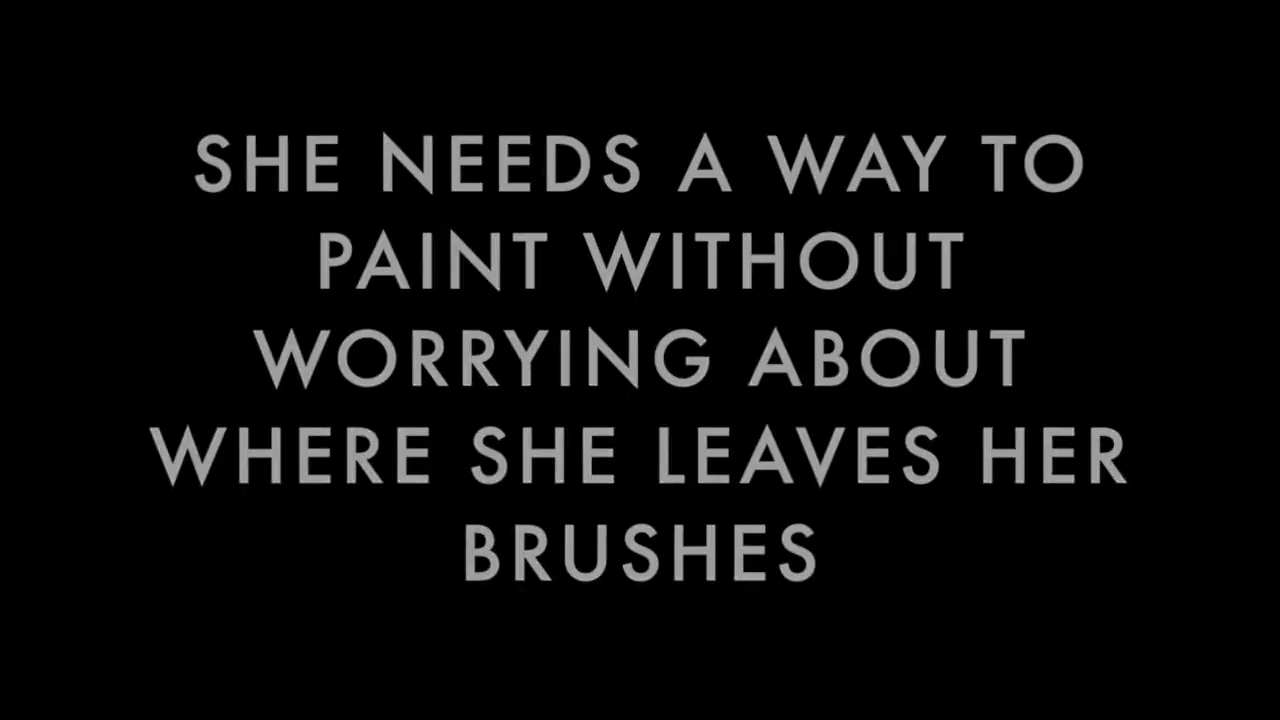 SHE NEEDS A WAY TO
PAINT WITHOUT
WORRYING ABOUT
WHERE SHE LEAVES HER
BRUSHES